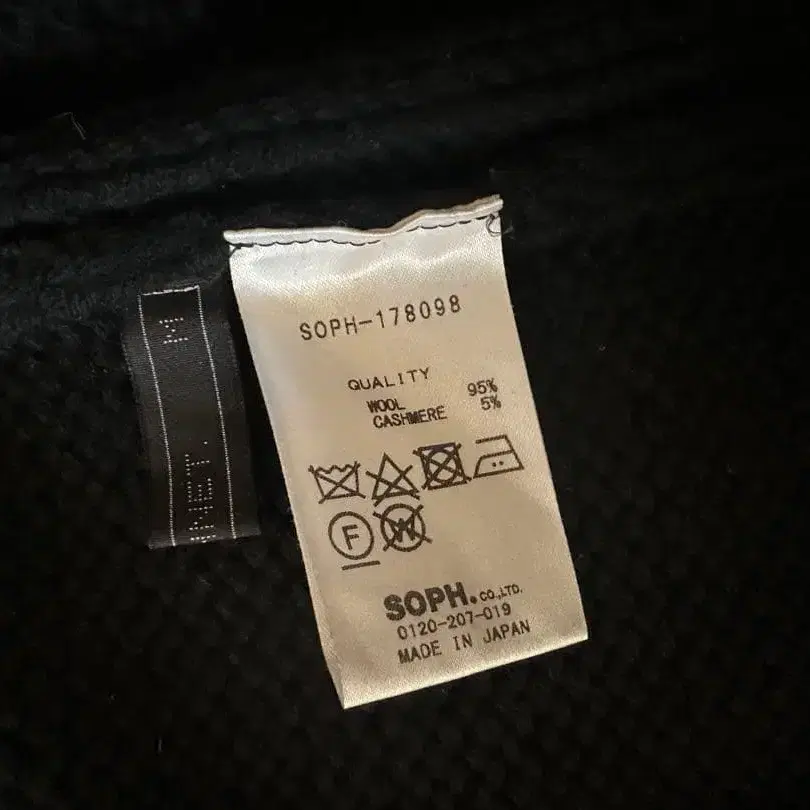 M
SOPH-178098
QUALITY
WOOL 95%
CASHMERE 5%
F W
SOPH. CO.,LTD.
0120-207-019
MADE IN JAPAN